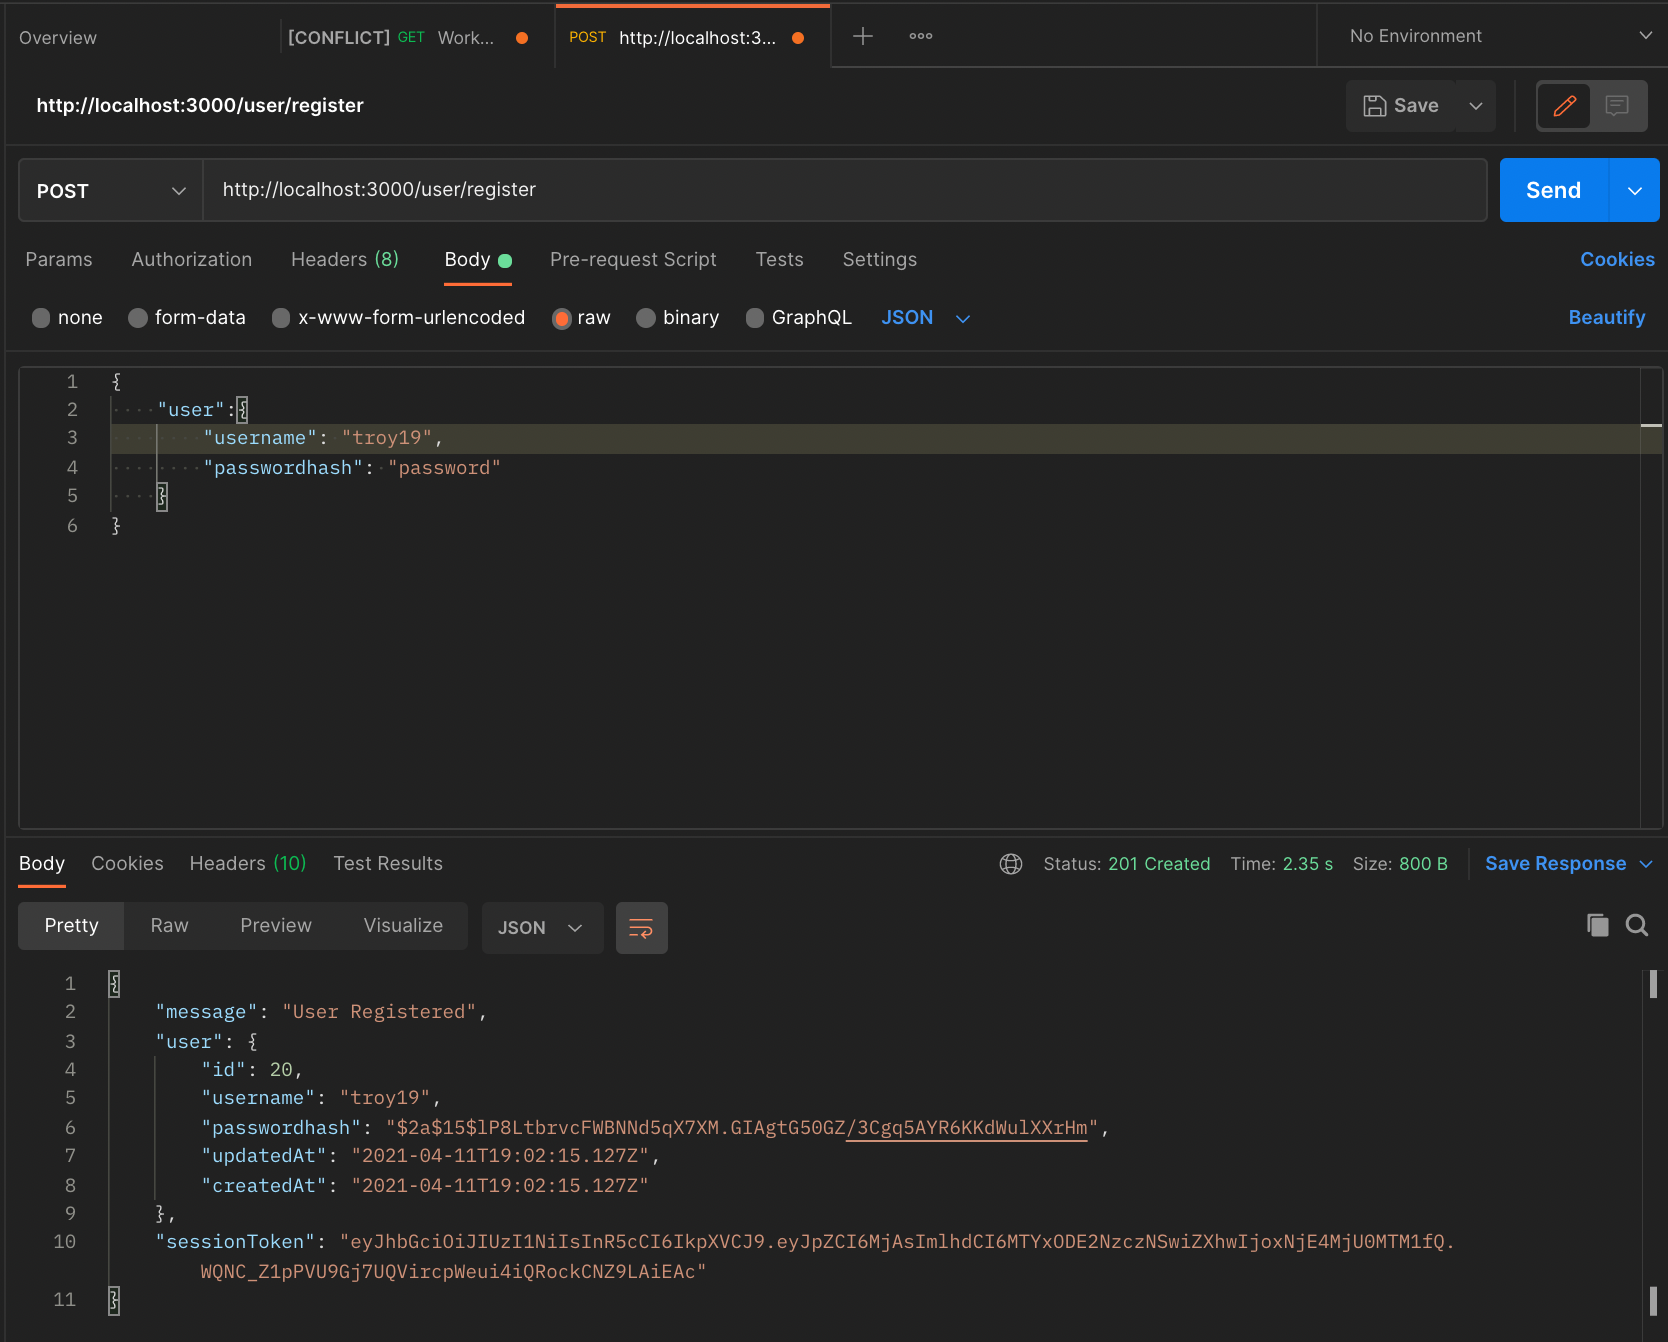 Overview [CONFLICT] GET Work... POST http://localhost:3... No Environment
http://localhost:3000/user/register Save
POST http://localhost:3000/user/register Send
Params Authorization Headers (8) Body Pre-request Script Tests Settings Cookies
none form-data x-www-form-urlencoded raw binary GraphQL JSON Beautify
1 {
2 "user":{
3 "username": "troy19",
4 "passwordhash": "password"
5 }
6 }
Body Cookies Headers (10) Test Results Status: 201 Created Time: 2.35 s Size: 800 B Save Response
Pretty Raw Preview Visualize JSON
1 {
2 "message": "User Registered",
3 "user": {
4 "id": 20,
5 "username": "troy19",
6 "passwordhash": "$2a$15$lP8LtbrvcFWBNNd5qX7XM.GIAgtG50GZ/3Cgq5AYR6KKdWulXXrHm",
7 "updatedAt": "2021-04-11T19:02:15.127Z",
8 "createdAt": "2021-04-11T19:02:15.127Z"
9 },
10 "sessionToken": "eyJhbGciOiJIUzI1NiIsInR5cCI6IkpXVCJ9.eyJpZCI6MjAsImlhdCI6MTYxODE2NzczNSwiZXhwIjoxNjE4MjU0MTM1fQ.
WQNC_Z1pPVU9Gj7UQVircpWeui4iQRockCNZ9LAiEAc"
11 }